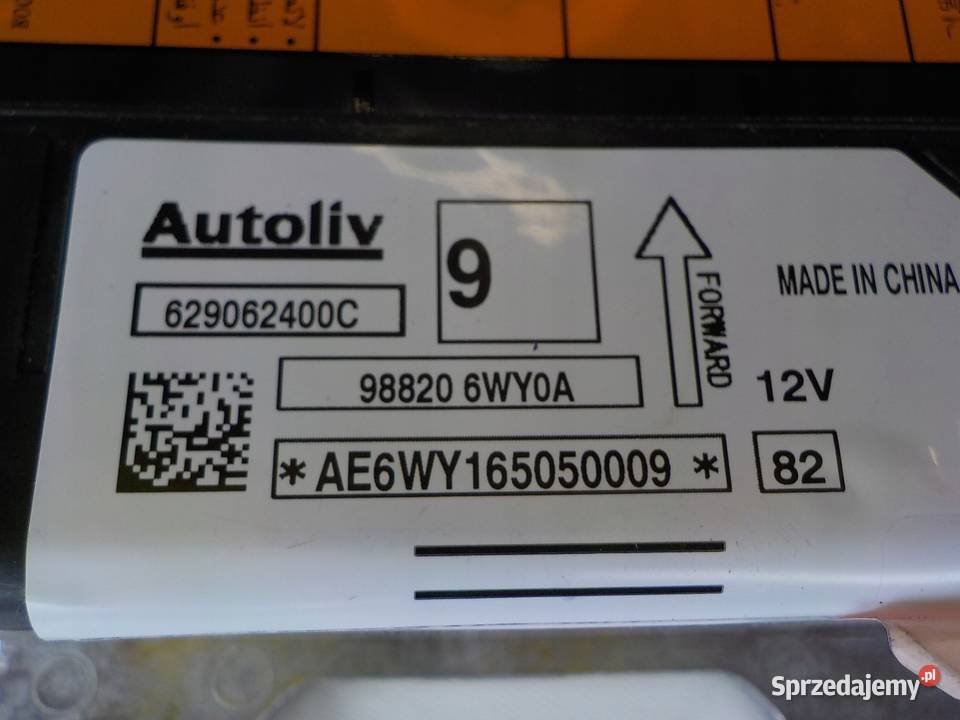 Autoliv
629062400C
9
FORWARD
MADE IN CHINA
98820 6WY0A
12V
*AE6WY165050009 *
82
Sprzedajemy.pl